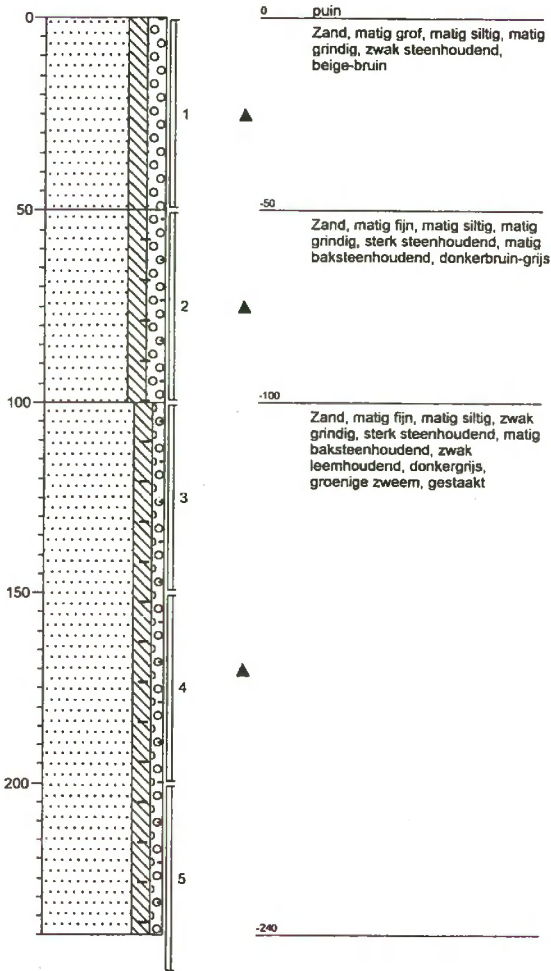 0
50
100
150
200
1
2
3
4
5
0 puin
Zand, matig grof, matig siltig, matig
grindig, zwak steenhoudend,
beige-bruin
-50
Zand, matig fijn, matig siltig, matig
grindig, sterk steenhoudend, matig
baksteenhoudend, donkerbruin-grijs
-100
Zand, matig fijn, matig siltig, zwak
grindig, sterk steenhoudend, matig
baksteenhoudend, zwak
leemhoudend, donkergrijs,
groenige zweem, gestaakt
-240